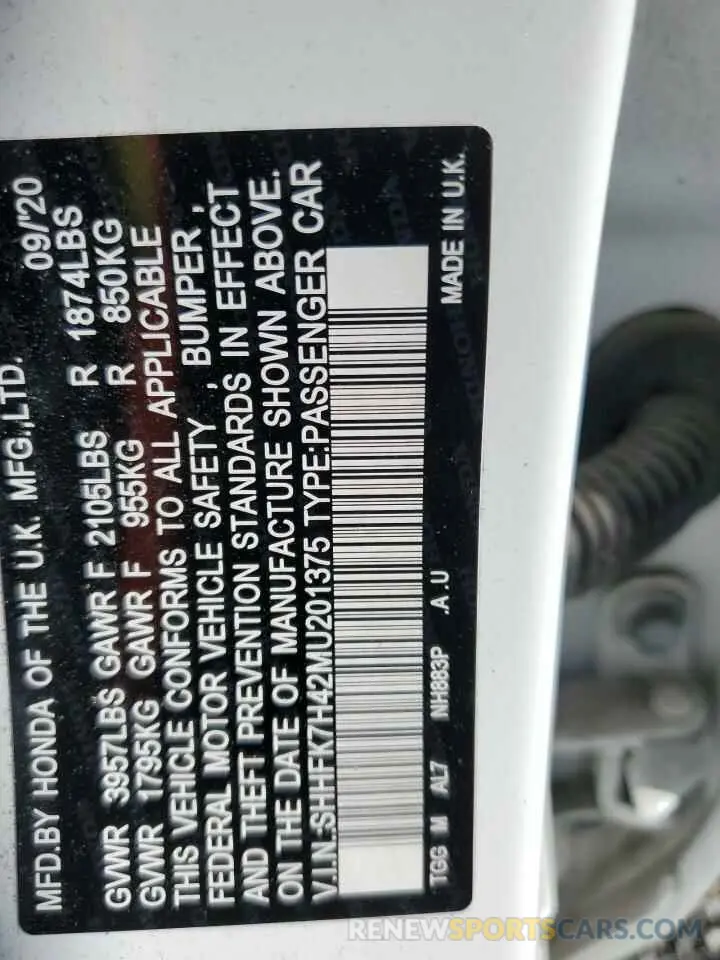 MFD.BY HONDA OF THE U.K. MFG.,LTD. 09/'20
GVWR 3957LBS GAWR F 2105LBS R 1874LBS
GVWR 1795KG GAWR F 955KG R 850KG
THIS VEHICLE CONFORMS TO ALL APPLICABLE
FEDERAL MOTOR VEHICLE SAFETY , BUMPER ,
AND THEFT PREVENTION STANDARDS IN EFFECT
ON THE DATE OF MANUFACTURE SHOWN ABOVE.
V.I.N.:SHHFK7H42MU201375 TYPE:PASSENGER CAR
TGG M AL7 NH883P .A.U MADE IN U.K.
RENEWSPORTSCARS.COM